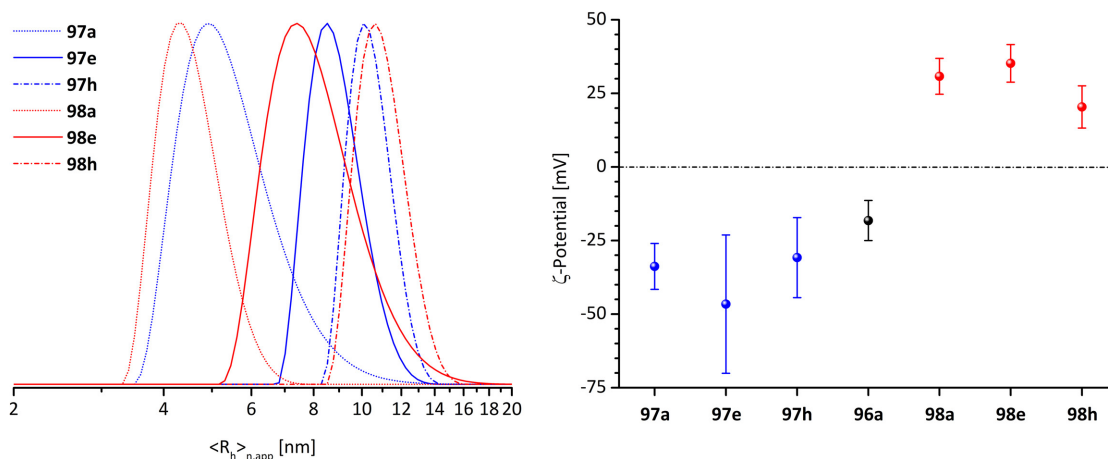 97a
97e
97h
98a
98e
98h
2
4
6
8
10
12
14
16
18
20
<R_h>_n,app [nm]
ζ-Potential [mV]
50
25
0
-25
-50
-75
97a
97e
97h
96a
98a
98e
98h